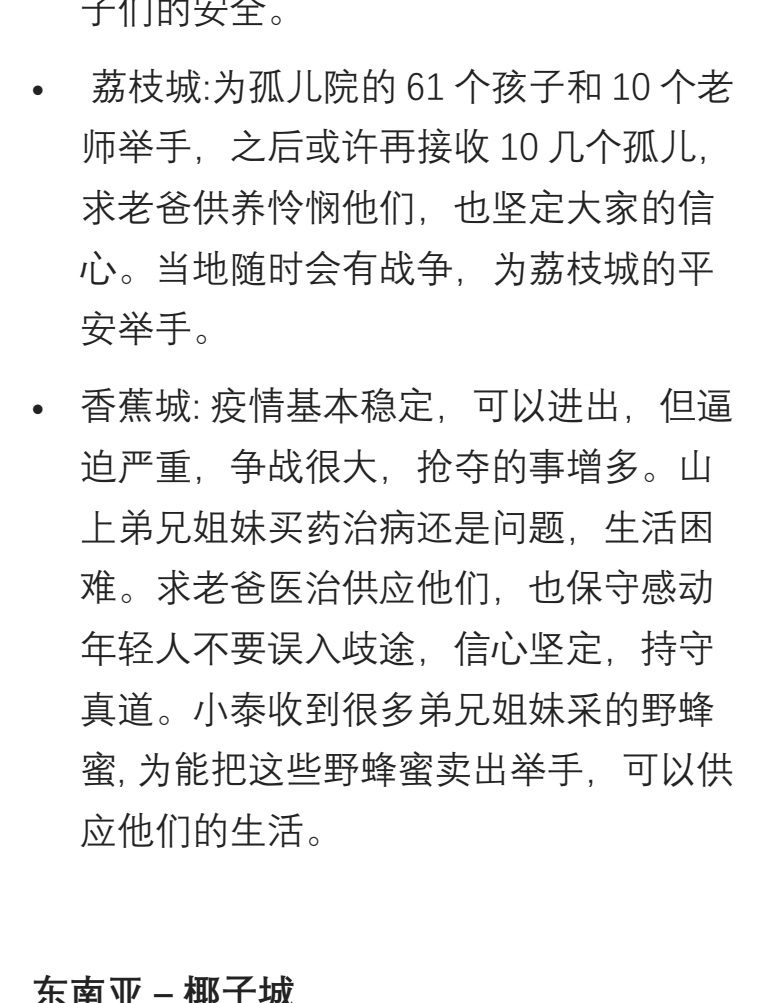 子们的安全。
• 荔枝城:为孤儿院的 61 个孩子和 10 个老
师举手，之后或许再接收 10 几个孤儿，
求老爸供养怜悯他们，也坚定大家的信
心。当地随时会有战争，为荔枝城的平
安举手。
• 香蕉城: 疫情基本稳定，可以进出，但逼
迫严重，争战很大，抢夺的事增多。山
上弟兄姐妹买药治病还是问题，生活困
难。求老爸医治供应他们，也保守感动
年轻人不要误入歧途，信心坚定，持守
真道。小泰收到很多弟兄姐妹采的野蜂
蜜, 为能把这些野蜂蜜卖出举手，可以供
应他们的生活。
东南亚 – 椰子城